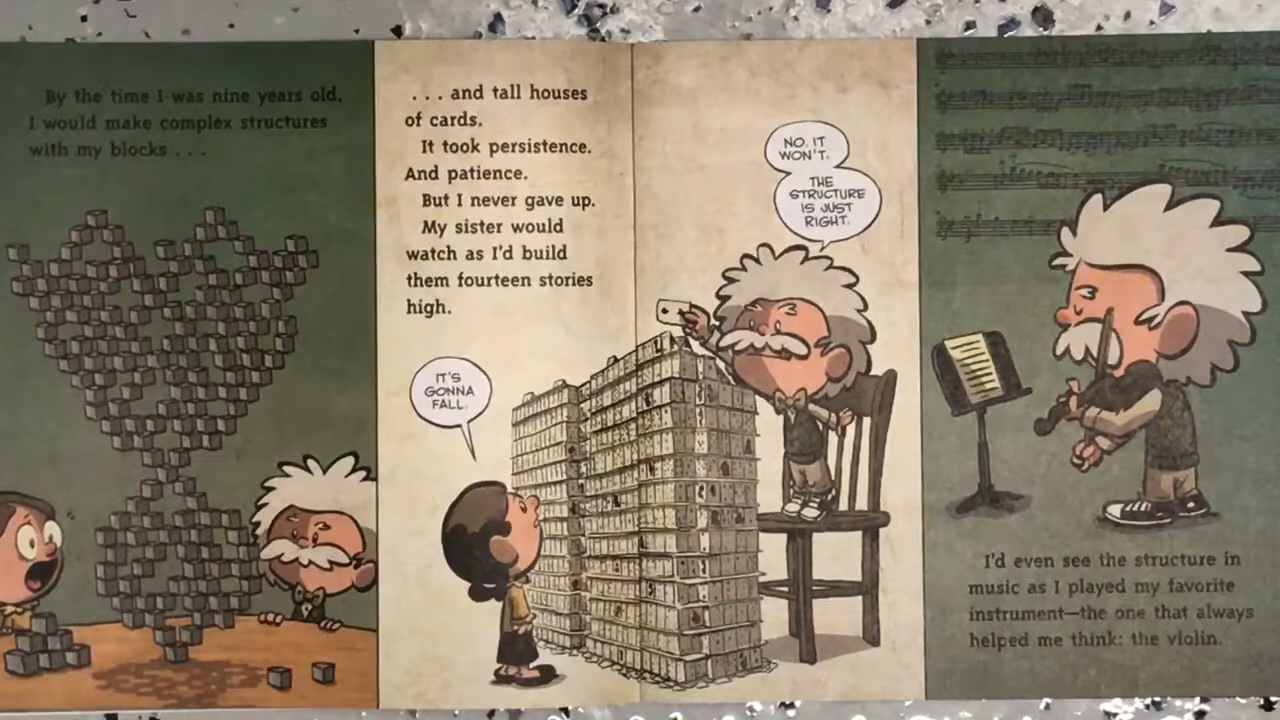 By the time I was nine years old,
I would make complex structures
with my blocks . . .
. . . and tall houses
of cards.
It took persistence.
And patience.
But I never gave up.
My sister would
watch as I'd build
them fourteen stories
high.
IT'S
GONNA
FALL.
NO. IT
WON'T.
THE
STRUCTURE
IS JUST
RIGHT.
I'd even see the structure in
music as I played my favorite
instrument—the one that always
helped me think: the violin.